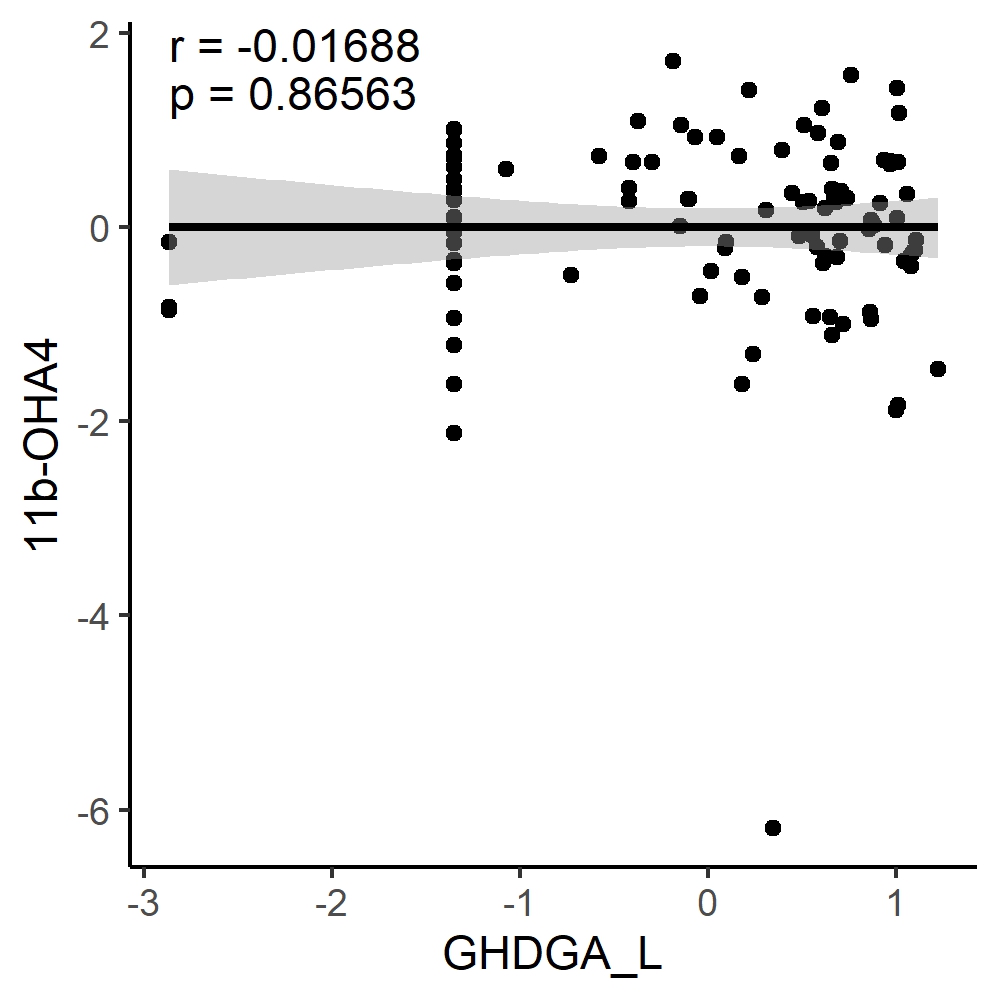 r = -0.01688
p = 0.86563
2
0
-2
-4
-6
11b-OHA4
-3 -2 -1 0 1
GHDGA_L